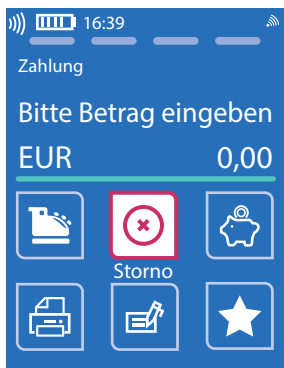 16:39
Zahlung
Bitte Betrag eingeben
EUR 0,00
Storno